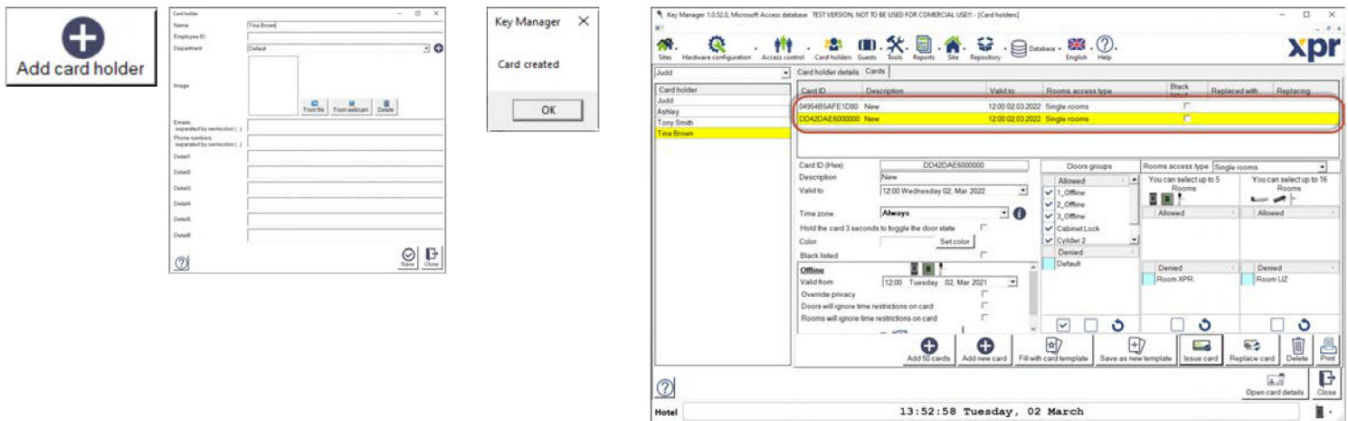 Add card holder
Card holder
Name Tina Brown
Employee ID
Department Default
Image
From file From webcam Delete
Emails
separated by semicolon (;)
Phone numbers,
separated by semicolon (;)
Detail1
Detail2
Detail3
Detail4
Detail5
Detail6
Save Close
Key Manager
Card created
OK
Key Manager 1.0.52.0, Microsoft Access database TEST VERSION, NOT TO BE USED FOR COMERCIAL USE!!! - [Card holders]
Sites Hardware configuration Access control Card holders Guests Tools Reports Site Repository Database English Help
xpr
Judd Card holder details Cards
Card holder
Judd
Ashley
Tony Smith
Tina Brown
Card ID Description Valid to Rooms access type Black listed Replaced with Replacing
04954B5AFE1D80 New 12:00 02.03.2022 Single rooms
DD42DAE6000000 New 12:00 02.03.2022 Single rooms
Card ID (Hex) DD42DAE6000000
Description New
Valid to 12:00 Wednesday 02. Mar 2022
Time zone Always
Hold the card 3 seconds to toggle the door state
Color Set color
Black listed
Offline
Valid from 12:00 Tuesday 02. Mar 2021
Override privacy
Doors will ignore time restrictions on card
Rooms will ignore time restrictions on card
Doors groups
Allowed
1_Offline
2_Offline
3_Offline
Cabinet Lock
Cylider 2
Denied
Default
Rooms access type Single rooms
You can select up to 5
Rooms
Allowed
Denied
Room XPR
You can select up to 16
Rooms
Allowed
Denied
Room UZ
Add 50 cards Add new card Fill with card template Save as new template Issue card Replace card Delete Print
Open card details Close
Hotel 13:52:58 Tuesday, 02 March